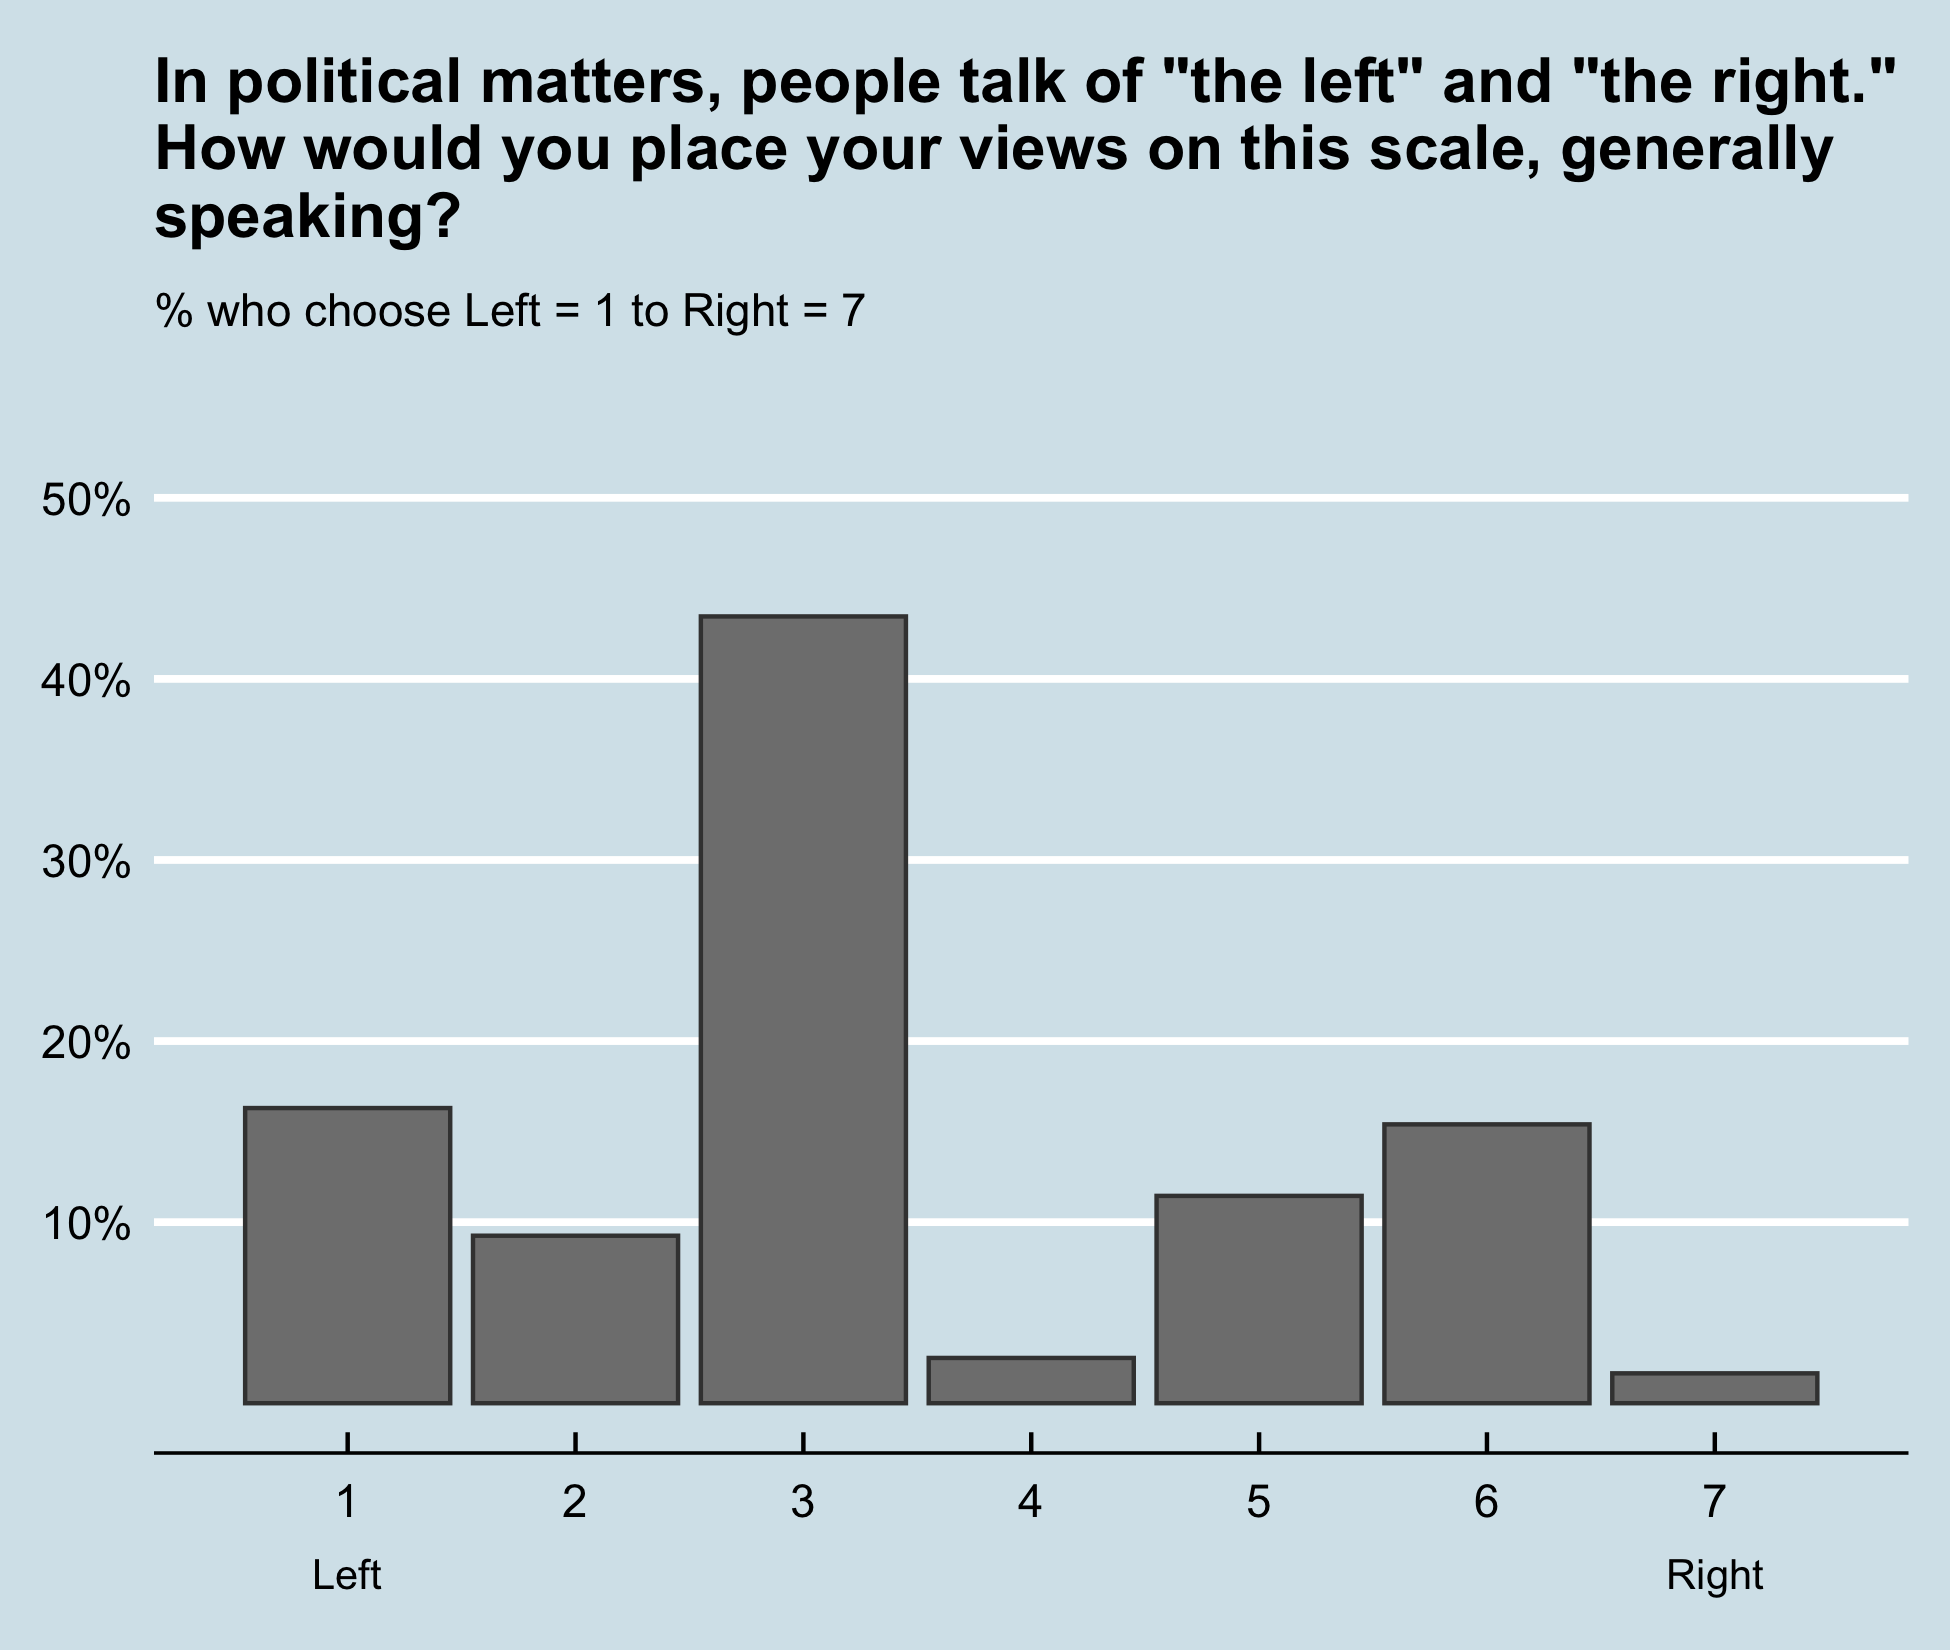 In political matters, people talk of "the left" and "the right."
How would you place your views on this scale, generally
speaking?
% who choose Left = 1 to Right = 7
50%
40%
30%
20%
10%
1 2 3 4 5 6 7
Left Right